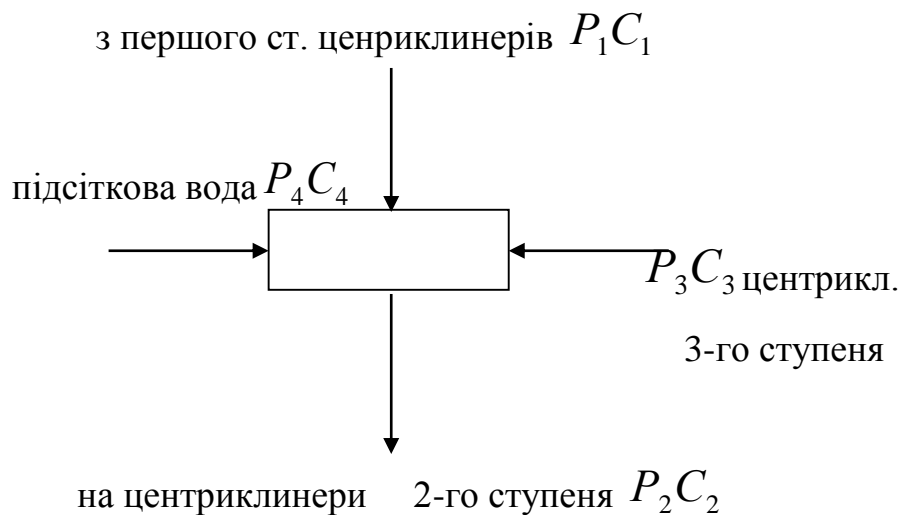 з першого ст. ценриклинерів P₁C₁
підсіткова вода P₄C₄
P₃C₃ центрикл.
3-го ступеня
на центриклинери 2-го ступеня P₂C₂